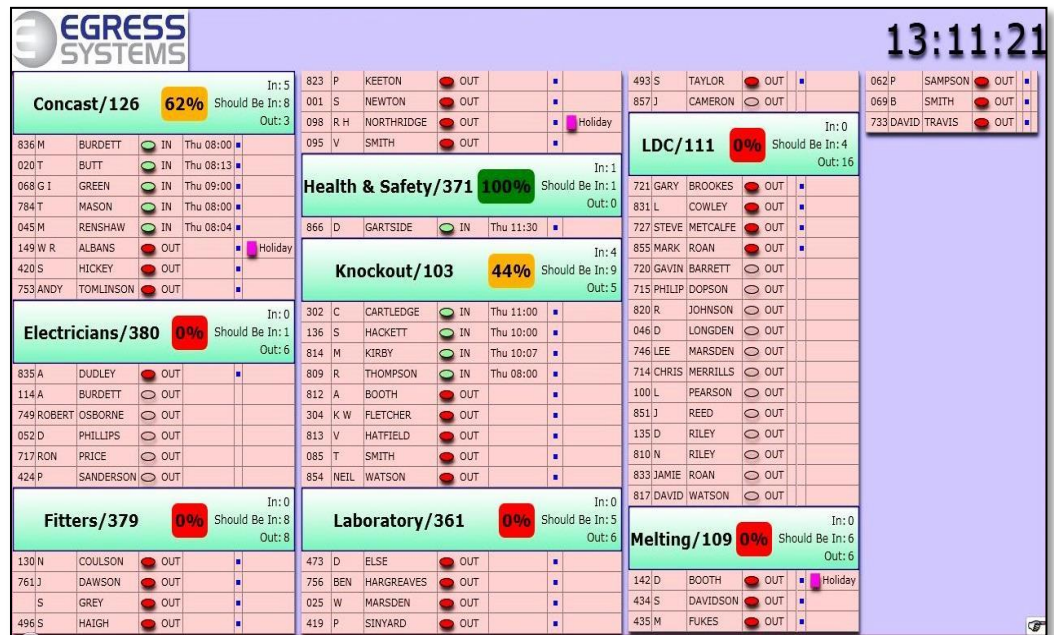 EGRESS
SYSTEMS
13:11:21
Concast/126 62% In: 5
Should Be In: 8
Out: 3
836 M BURDETT IN Thu 08:00
020 T BUTT IN Thu 08:13
068 G I GREEN IN Thu 09:00
784 T MASON IN Thu 08:00
045 M RENSHAW IN Thu 08:04
149 W R ALBANS OUT Holiday
420 S HICKEY OUT
753 ANDY TOMLINSON OUT
Electricians/380 0% In: 0
Should Be In: 1
Out: 6
835 A DUDLEY OUT
114 A BURDETT OUT
749 ROBERT OSBORNE OUT
052 D PHILLIPS OUT
717 RON PRICE OUT
424 P SANDERSON OUT
Fitters/379 0% In: 0
Should Be In: 8
Out: 8
130 N COULSON OUT
761 J DAWSON OUT
S GREY OUT
496 S HAIGH OUT
823 P KEETON OUT
001 S NEWTON OUT
098 R H NORTHRIDGE OUT Holiday
095 V SMITH OUT
Health & Safety/371 100% In: 1
Should Be In: 1
Out: 0
866 D GARTSIDE IN Thu 11:30
Knockout/103 44% In: 4
Should Be In: 9
Out: 5
302 C CARTLEDGE IN Thu 11:00
136 S HACKETT IN Thu 10:00
814 M KIRBY IN Thu 10:07
809 R THOMPSON IN Thu 08:00
812 A BOOTH OUT
304 K W FLETCHER OUT
813 V HATFIELD OUT
085 T SMITH OUT
854 NEIL WATSON OUT
Laboratory/361 0% In: 0
Should Be In: 5
Out: 6
473 D ELSE OUT
756 BEN HARGREAVES OUT
025 W MARSDEN OUT
419 P SINYARD OUT
493 S TAYLOR OUT
857 J CAMERON OUT
LDC/111 0% In: 0
Should Be In: 4
Out: 16
721 GARY BROOKES OUT
831 L COWLEY OUT
727 STEVE METCALFE OUT
855 MARK ROAN OUT
720 GAVIN BARRETT OUT
715 PHILIP DOPSON OUT
820 R JOHNSON OUT
046 D LONGDEN OUT
746 LEE MARSDEN OUT
714 CHRIS MERRILLS OUT
100 L PEARSON OUT
851 J REED OUT
135 D RILEY OUT
810 N RILEY OUT
833 JAMIE ROAN OUT
817 DAVID WATSON OUT
Melting/109 0% In: 0
Should Be In: 6
Out: 6
142 D BOOTH OUT Holiday
434 S DAVIDSON OUT
435 M FUKES OUT
062 P SAMPSON OUT
069 B SMITH OUT
733 DAVID TRAVIS OUT